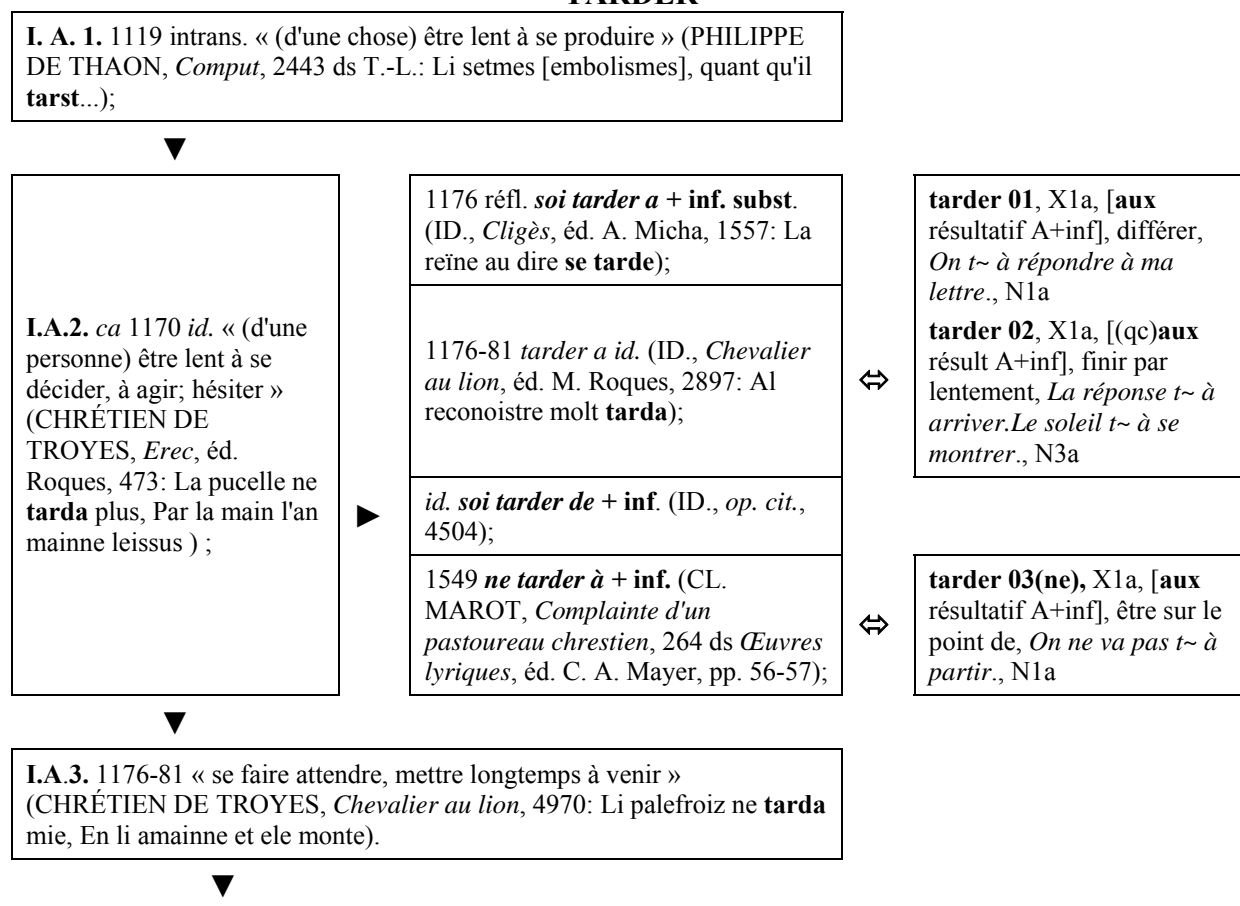 TARDER
I. A. 1. 1119 intrans. « (d'une chose) être lent à se produire » (PHILIPPE
DE THAON, Comput, 2443 ds T.-L.: Li setmes [embolismes], quant qu'il
tarst...);
▼
I.A.2. ca 1170 id. « (d'une
personne) être lent à se
décider, à agir; hésiter »
(CHRÉTIEN DE
TROYES, Erec, éd.
Roques, 473: La pucelle ne
tarda plus, Par la main l'an
mainne leissus ) ;
►
1176 réfl. soi tarder a + inf. subst.
(ID., Cligès, éd. A. Micha, 1557: La
reïne au dire se tarde);
1176-81 tarder a id. (ID., Chevalier
au lion, éd. M. Roques, 2897: Al
reconoistre molt tarda);
id. soi tarder de + inf. (ID., op. cit.,
4504);
1549 ne tarder à + inf. (CL.
MAROT, Complainte d'un
pastoureau chrestien, 264 ds Œuvres
lyriques, éd. C. A. Mayer, pp. 56-57);
⇔
tarder 01, X1a, [aux
résultatif A+inf], différer,
On t~ à répondre à ma
lettre., N1a
tarder 02, X1a, [(qc)aux
résult A+inf], finir par
lentement, La réponse t~ à
arriver.Le soleil t~ à se
montrer., N3a
⇔
tarder 03(ne), X1a, [aux
résultatif A+inf], être sur le
point de, On ne va pas t~ à
partir., N1a
▼
I.A.3. 1176-81 « se faire attendre, mettre longtemps à venir »
(CHRÉTIEN DE TROYES, Chevalier au lion, 4970: Li palefroiz ne tarda
mie, En li amainne et ele monte).
▼